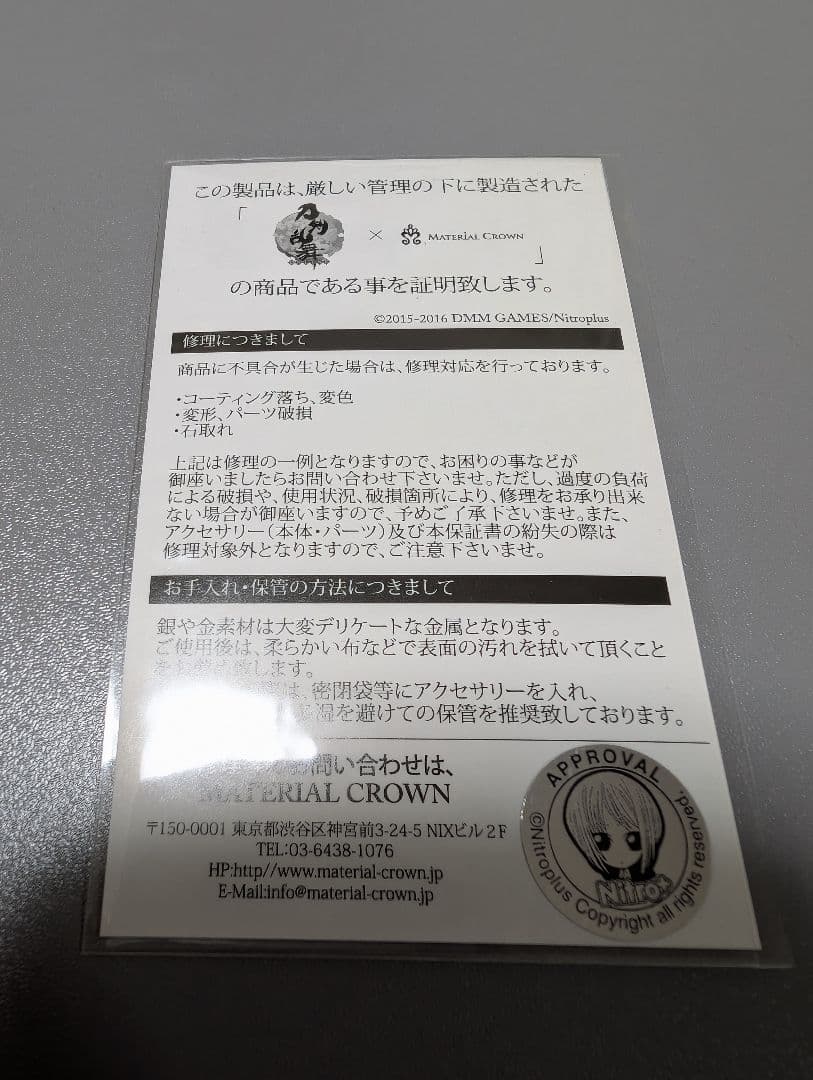 この製品は、厳しい管理の下に製造された
「刀剣乱舞 × MATERIAL CROWN」
の商品である事を証明致します。
©2015-2016 DMM GAMES/Nitroplus
修理につきまして
商品に不具合が生じた場合は、修理対応を行っております。
・コーティング落ち、変色
・変形、パーツ破損
・石取れ
上記は修理の一例となりますので、お困りの事などが
御座いましたらお問い合わせ下さいませ。ただし、過度の負荷
による破損や、使用状況、破損箇所により、修理をお承り出来
ない場合が御座いますので、予めご了承下さいませ。また、
アクセサリー（本体・パーツ）及び本保証書の紛失の際は
修理対象外となりますので、ご注意下さいませ。
お手入れ・保管の方法につきまして
銀や金素材は大変デリケートな金属となります。
ご使用後は、柔らかい布などで表面の汚れを拭いて頂くこと
致します。
は、密閉袋等にアクセサリーを入れ、
湿を避けての保管を推奨致しております。
お問い合わせは、
MATERIAL CROWN
〒150-0001 東京都渋谷区神宮前3-24-5 NIXビル２F
TEL:03-6438-1076
HP:http//www.material-crown.jp
E-Mail:info@material-crown.jp
APPROVAL
Nitro+
©Nitroplus Copyright all rights reserved.